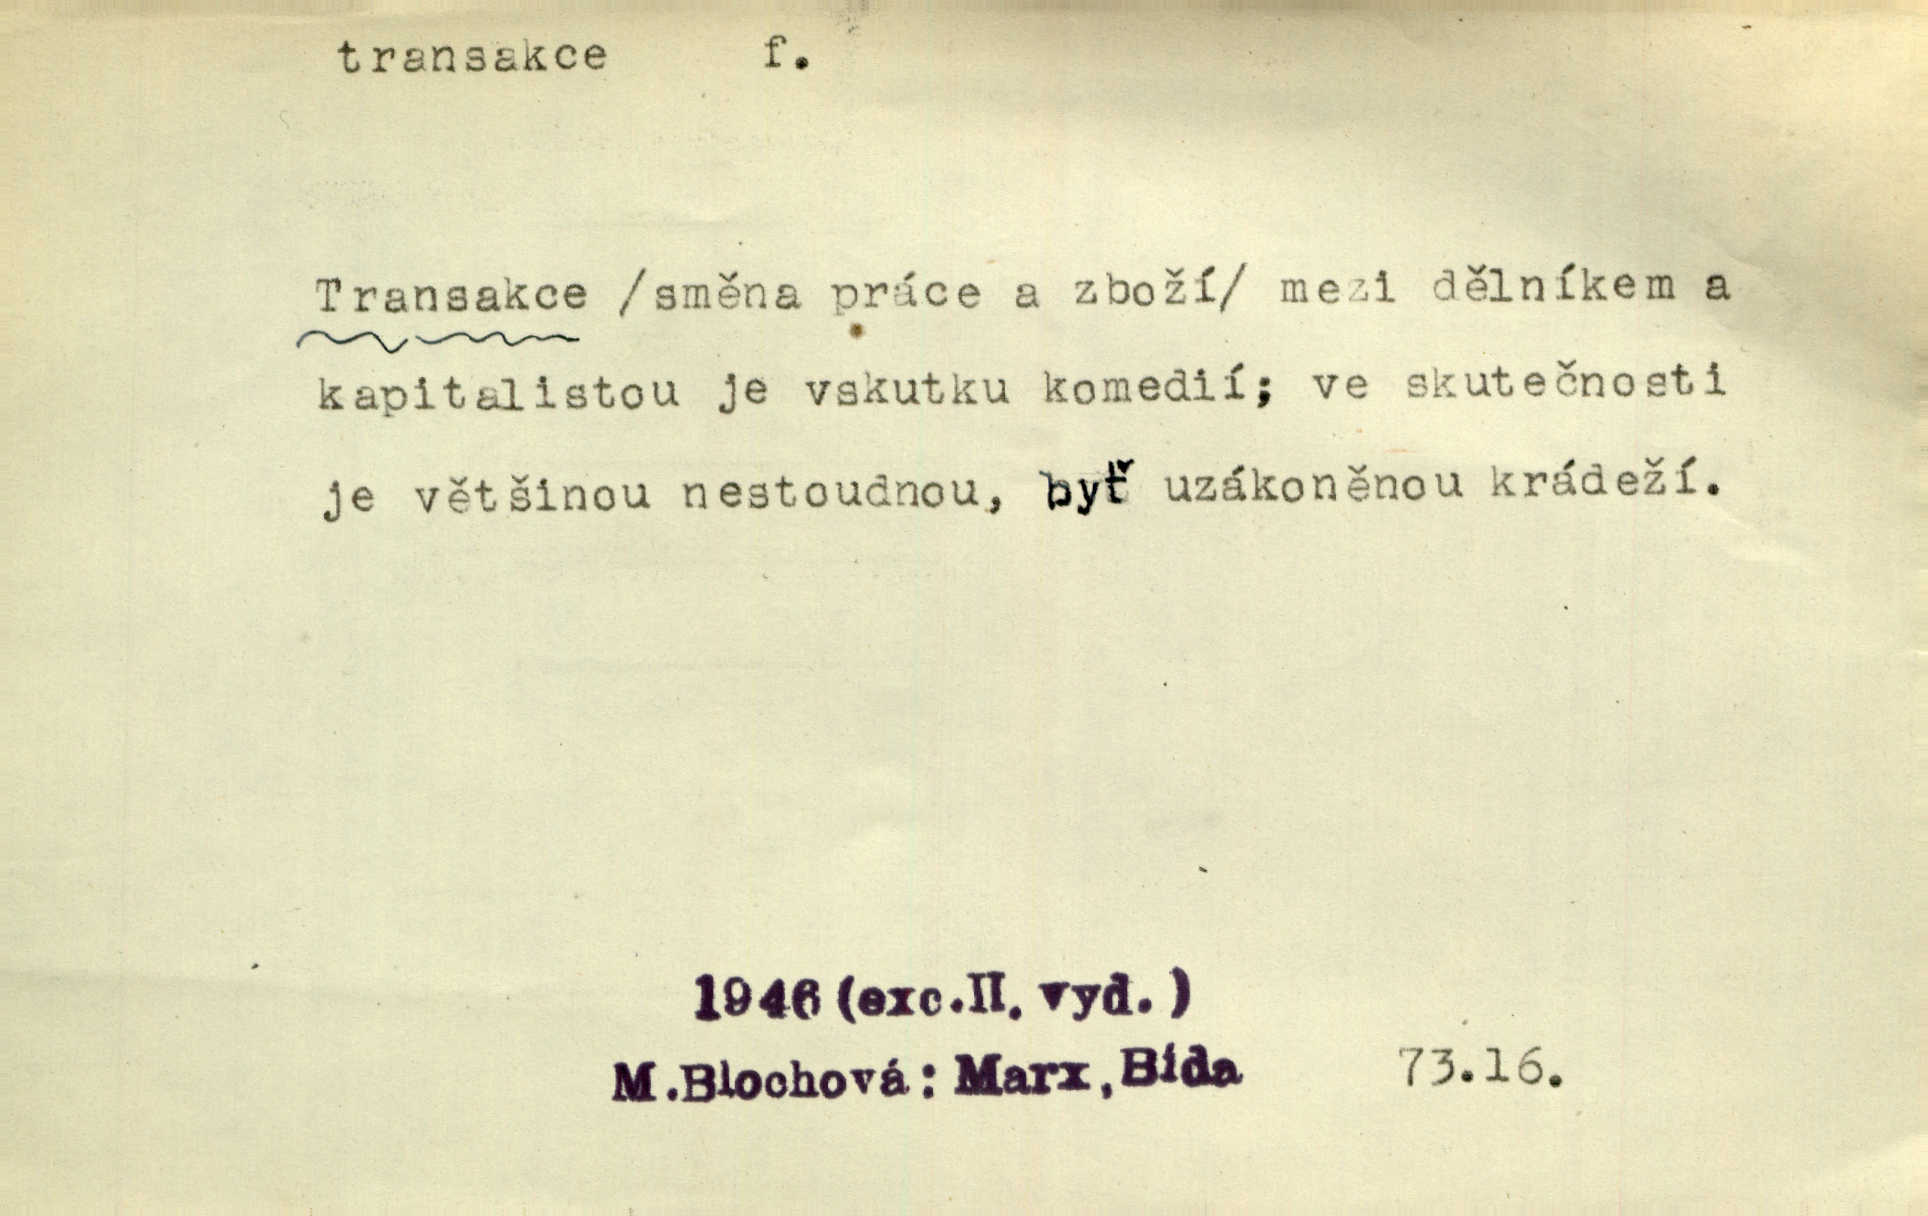 transakce f.
Transakce /směna práce a zboží/ mezi dělníkem a
kapitalistou je vskutku komedií; ve skutečnosti
je většinou nestoudnou, byť uzákoněnou krádeží.
1946 (exc.II. vyd.)
M.Blochová: Marx, Bída 73.16.